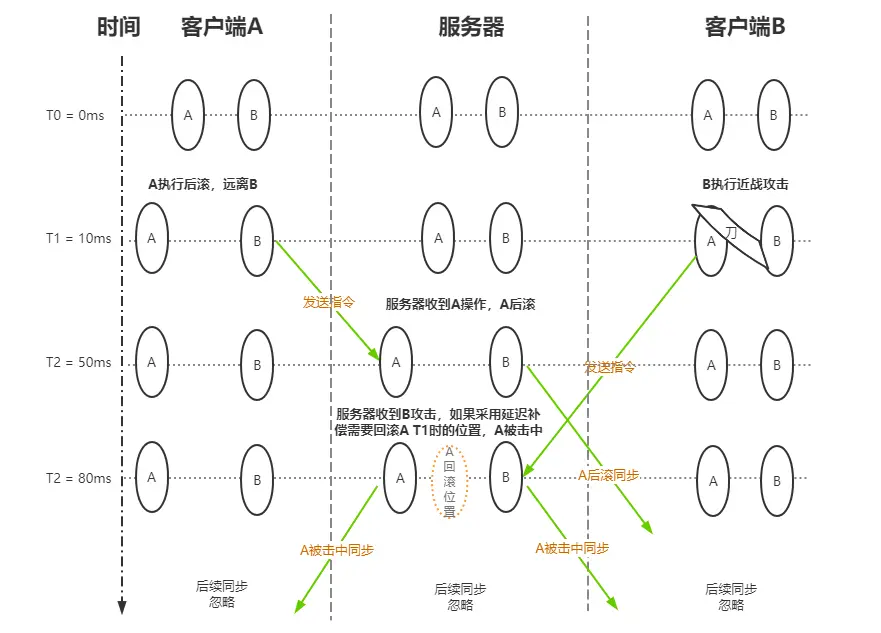 时间 客户端A 服务器 客户端B
T0 = 0ms A B A B A B
A执行后滚，远离B B执行近战攻击
T1 = 10ms A B A B A 刀 B
发送指令 服务器收到A操作，A后滚
T2 = 50ms A B A B 发送指令 A B
服务器收到B攻击，如果采用延迟补
偿需要回滚A T1时的位置，A被击中
T2 = 80ms A B A
A
回
滚
位
置
B A后滚同步 A B
A被击中同步 A被击中同步
后续同步
忽略
后续同步
忽略
后续同步
忽略